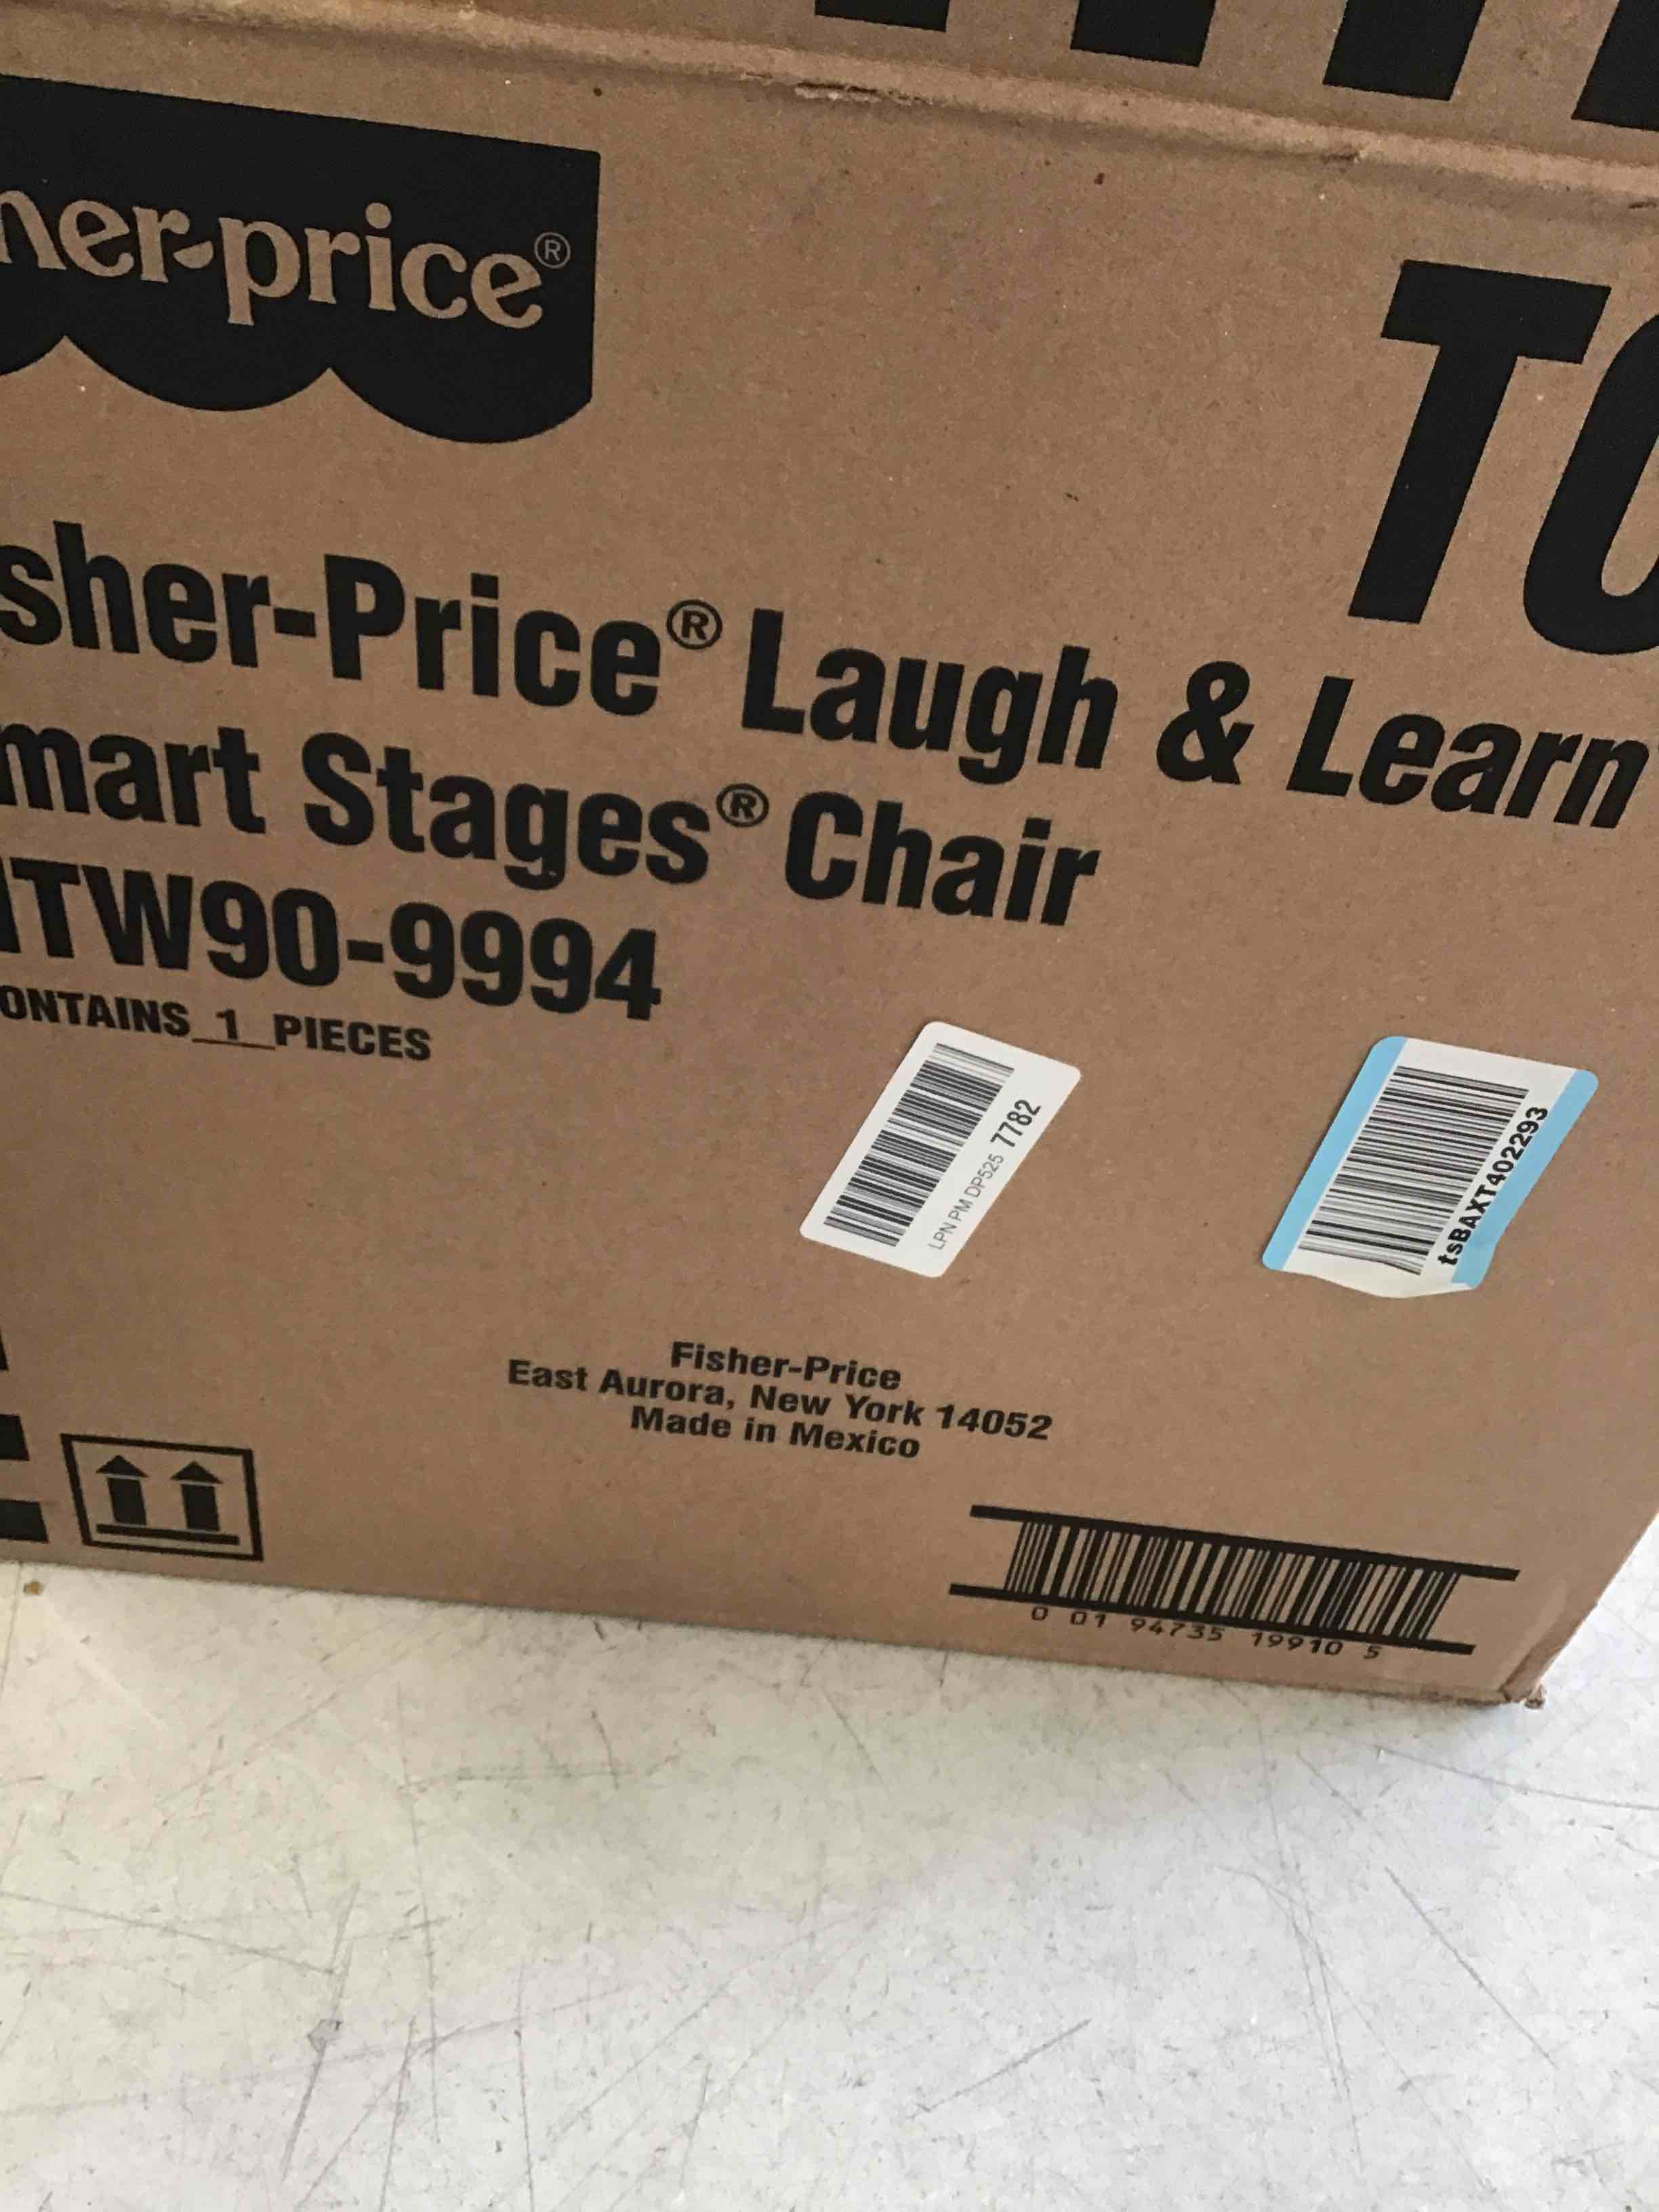 her-price®
TO
sher-Price® Laugh & Learn
mart Stages® Chair
TW90-9994
ONTAINS 1 PIECES
LPN PM DP525 7782
tsBAXT402293
Fisher-Price
East Aurora, New York 14052
Made in Mexico
0 01 94735 19910 5